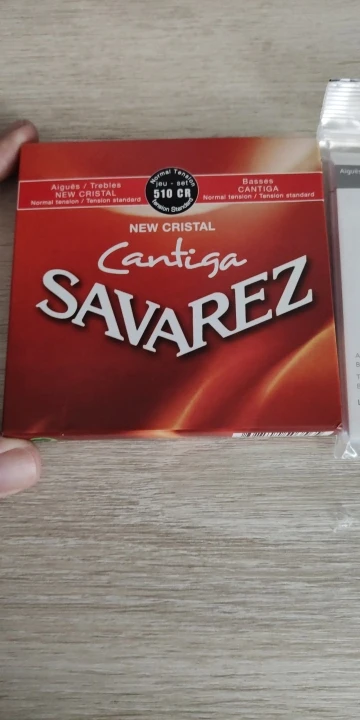 Aiguës / Trebles
NEW CRISTAL
Normal tension / Tension standard
Normal Tension
jeu - set
510 CR
Tension Standard
Basses
CANTIGA
Normal tension / Tension standard
NEW CRISTAL
Cantiga
SAVAREZ